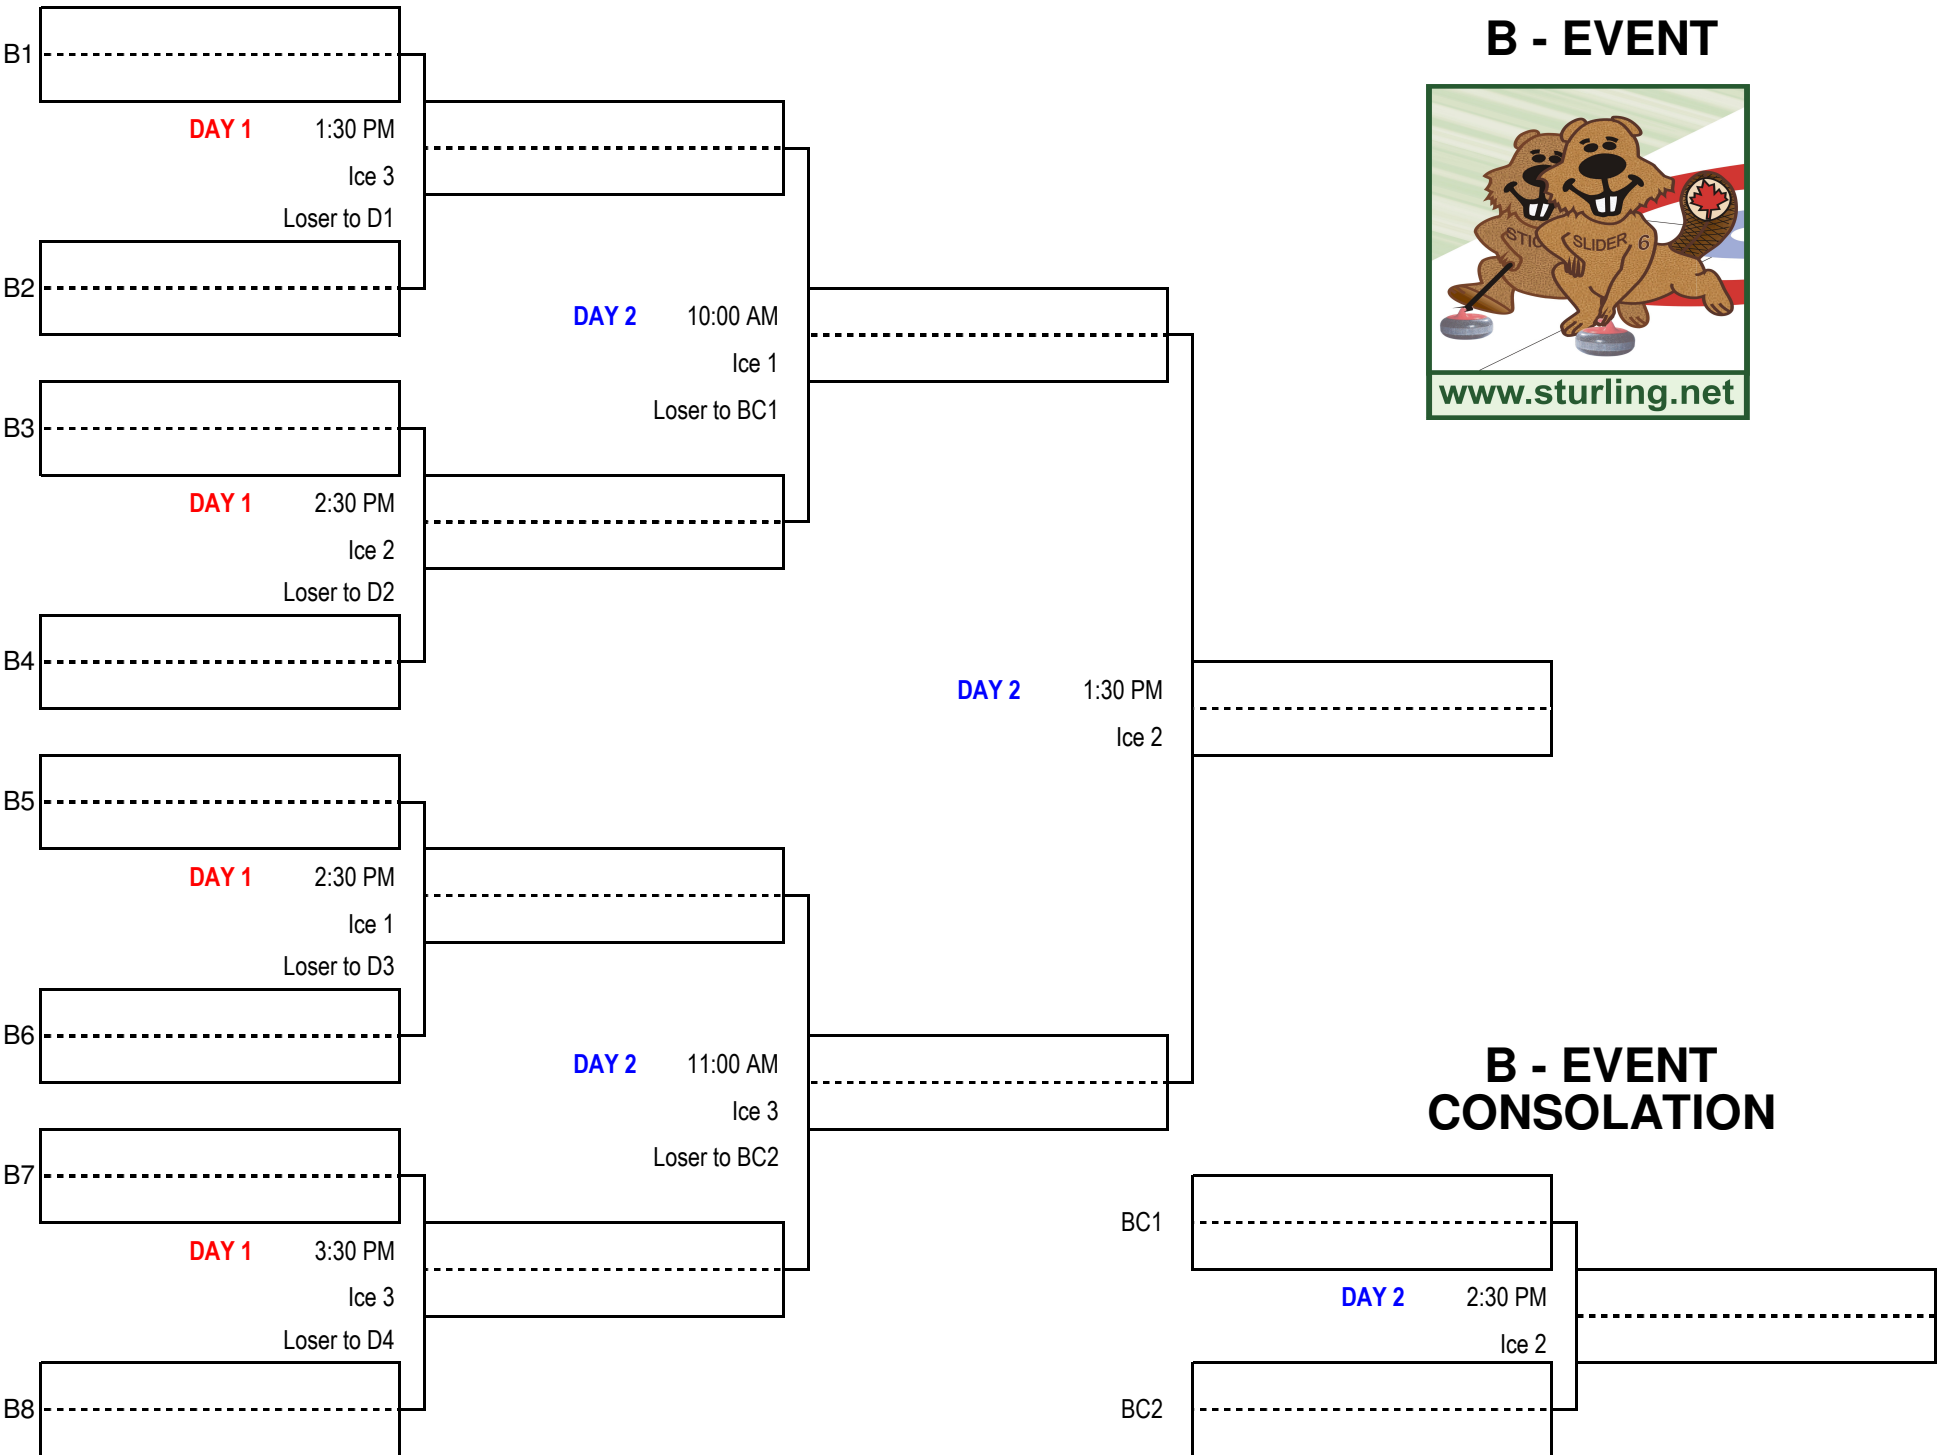 B - EVENT
B1
DAY 1 1:30 PM
Ice 3
Loser to D1
B2
DAY 2 10:00 AM
Ice 1
Loser to BC1
B3
DAY 1 2:30 PM
Ice 2
Loser to D2
B4
DAY 2 1:30 PM
Ice 2
B5
DAY 1 2:30 PM
Ice 1
Loser to D3
B6
DAY 2 11:00 AM
Ice 3
Loser to BC2
B7
DAY 1 3:30 PM
Ice 3
Loser to D4
B8
STIC
SLIDER 6
www.sturling.net
B - EVENT
CONSOLATION
BC1
DAY 2 2:30 PM
Ice 2
BC2